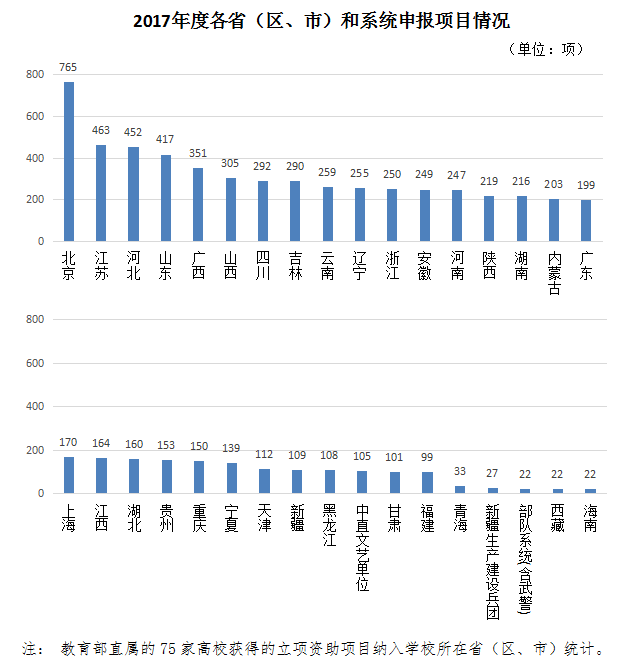 2017年度各省（区、市）和系统申报项目情况
（单位：项）
800
600
400
200
0
765
463
452
417
351
305
292
290
259
255
250
249
247
219
216
203
199
北京
江苏
河北
山东
广西
山西
四川
吉林
云南
辽宁
浙江
安徽
河南
陕西
湖南
内蒙古
广东
800
600
400
200
0
170
164
160
153
150
139
112
109
108
105
101
99
33
27
22
22
22
上海
江西
湖北
贵州
重庆
宁夏
天津
新疆
黑龙江
中直文艺单位
甘肃
福建
青海
新疆生产建设兵团
部队系统(含武警)
西藏
海南
注： 教育部直属的75家高校获得的立项资助项目纳入学校所在省（区、市）统计。